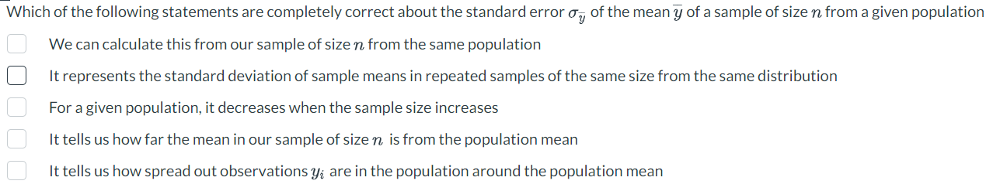 Which of the following statements are completely correct about the standard error σ_y̅ of the mean y̅ of a sample of size n from a given population
We can calculate this from our sample of size n from the same population
It represents the standard deviation of sample means in repeated samples of the same size from the same distribution
For a given population, it decreases when the sample size increases
It tells us how far the mean in our sample of size n is from the population mean
It tells us how spread out observations y_i are in the population around the population mean